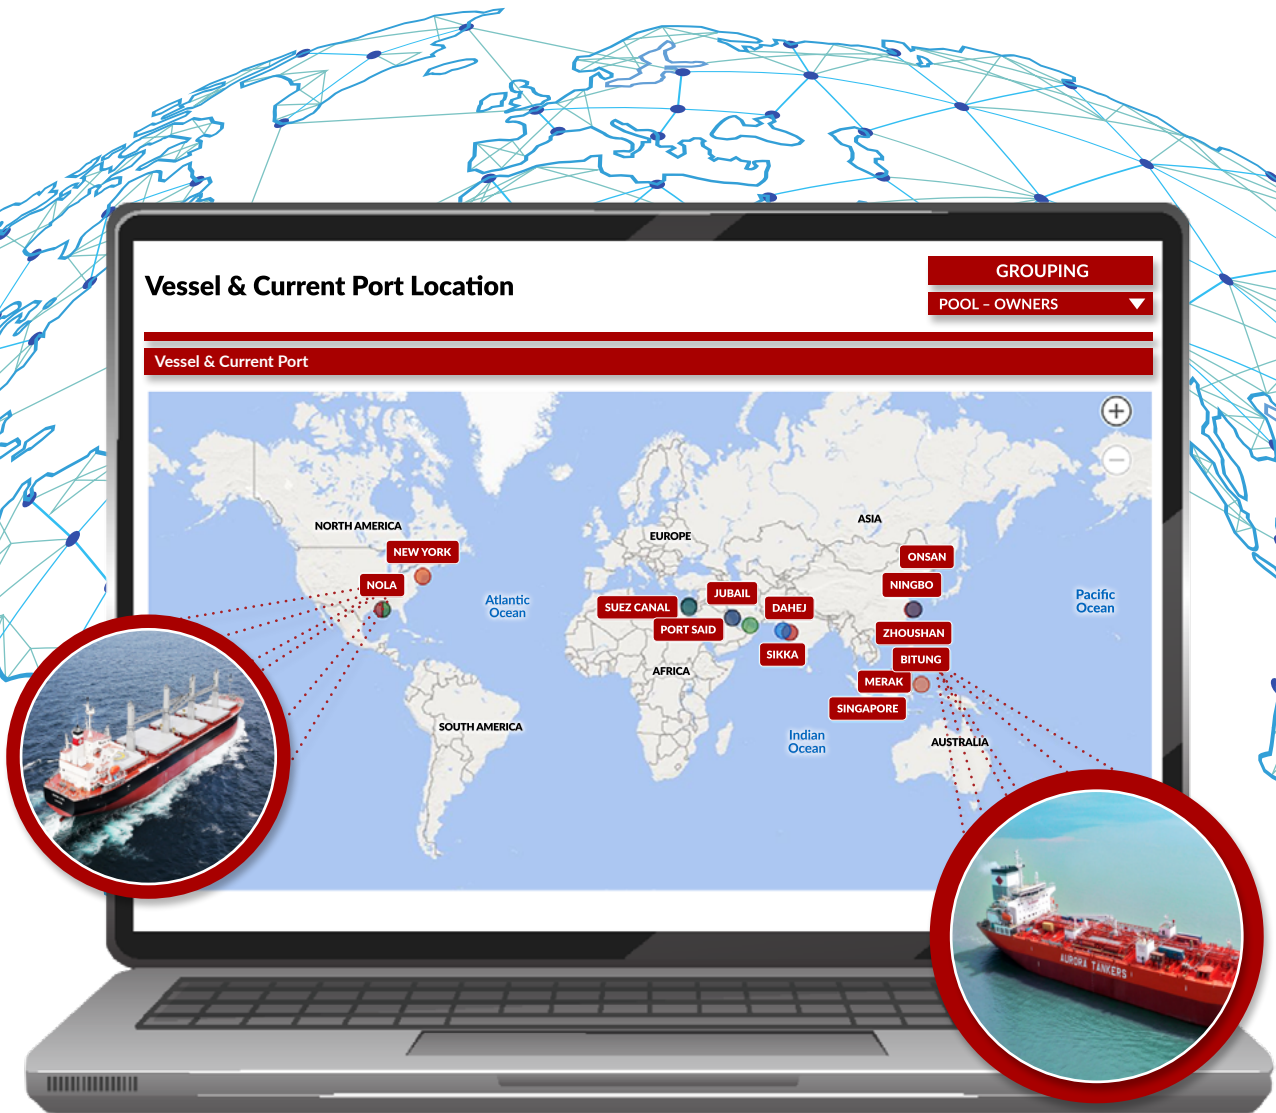 Vessel & Current Port Location
GROUPING
POOL – OWNERS
Vessel & Current Port
NORTH AMERICA
ASIA
EUROPE
NEW YORK
ONSAN
NOLA
NINGBO
JUBAIL
Atlantic
Ocean
Pacific
Ocean
SUEZ CANAL
DAHEJ
PORT SAID
ZHOUSHAN
SIKKA
BITUNG
AFRICA
MERAK
SINGAPORE
SOUTH AMERICA
Indian
Ocean
AUSTRALIA
AURORA TANKERS